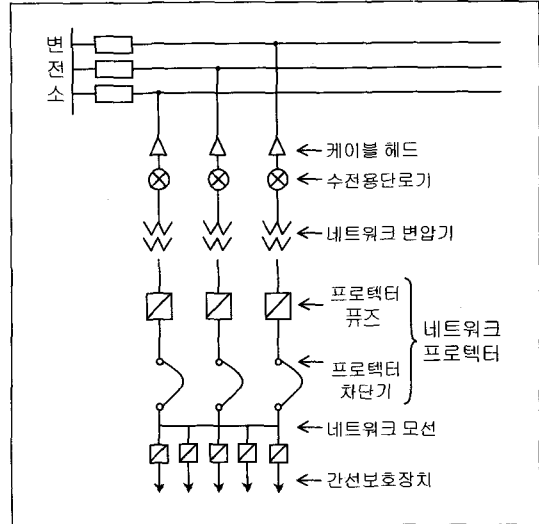 변
전
소
케이블 헤드
수전용단로기
네트워크 변압기
프로텍터
퓨즈
네트워크
프로텍터
프로텍터
차단기
네트워크 모선
간선보호장치